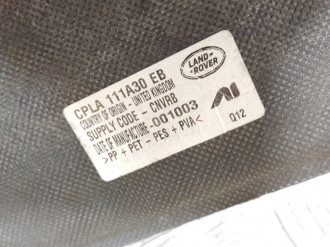 CPLA 111A30 EB
COUNTRY OF ORIGIN - UNITED KINGDOM
SUPPLY CODE - CNVRB
DATE OF MANUFACTURE -001003
>PP + PET - PES + PVA<
LAND-
ROVER
AI
Q12